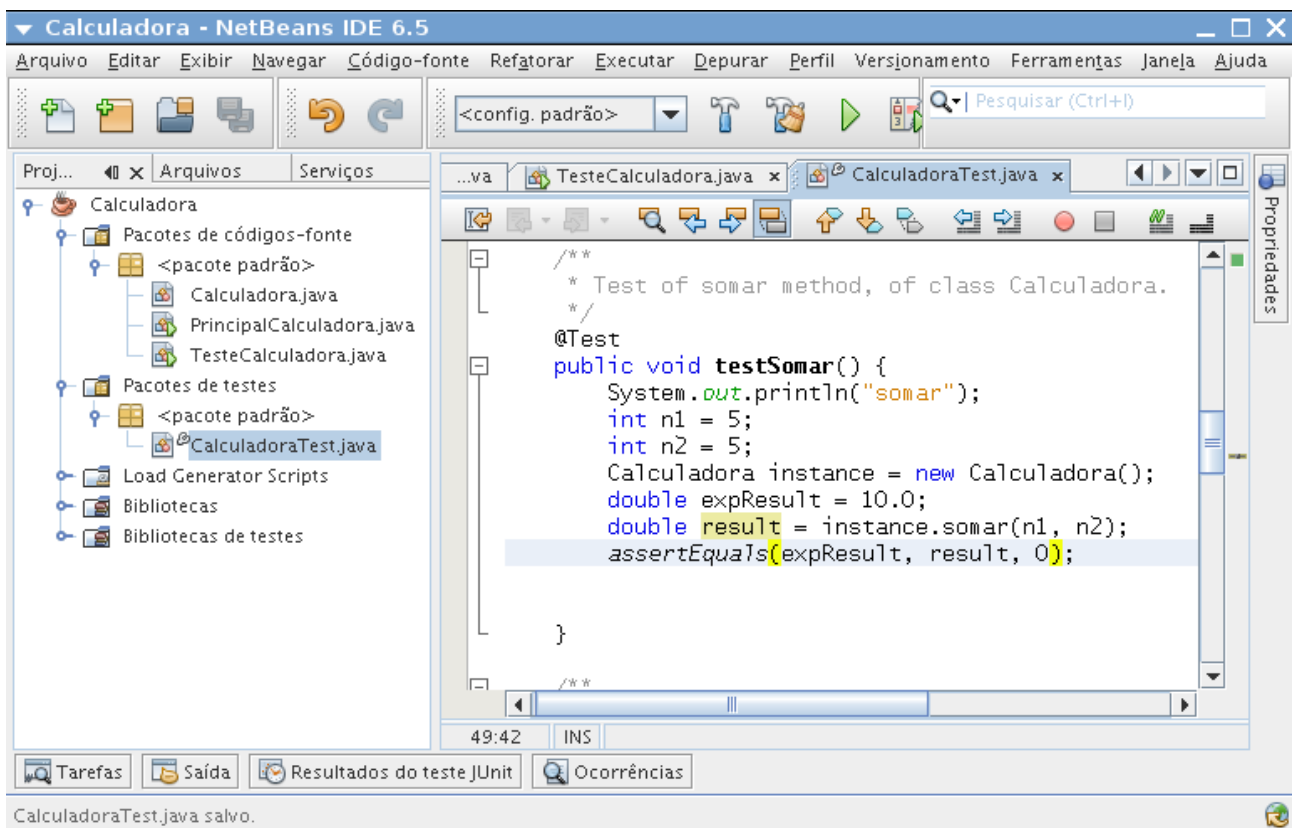 Calculadora - NetBeans IDE 6.5
Arquivo Editar Exibir Navegar Código-fonte Refatorar Executar Depurar Perfil Versionamento Ferramentas Janela Ajuda
<config. padrão>
Pesquisar (Ctrl+I)
Proj... Arquivos Serviços
Calculadora
Pacotes de códigos-fonte
<pacote padrão>
Calculadora.java
PrincipalCalculadora.java
TesteCalculadora.java
Pacotes de testes
<pacote padrão>
CalculadoraTest.java
Load Generator Scripts
Bibliotecas
Bibliotecas de testes
...va TesteCalculadora.java CalculadoraTest.java
/**
* Test of somar method, of class Calculadora.
*/
@Test
public void testSomar() {
System.out.println("somar");
int n1 = 5;
int n2 = 5;
Calculadora instance = new Calculadora();
double expResult = 10.0;
double result = instance.somar(n1, n2);
assertEquals(expResult, result, 0);
}
/**
49:42 INS
Propriedades
Tarefas Saída Resultados do teste JUnit Ocorrências
CalculadoraTest.java salvo.